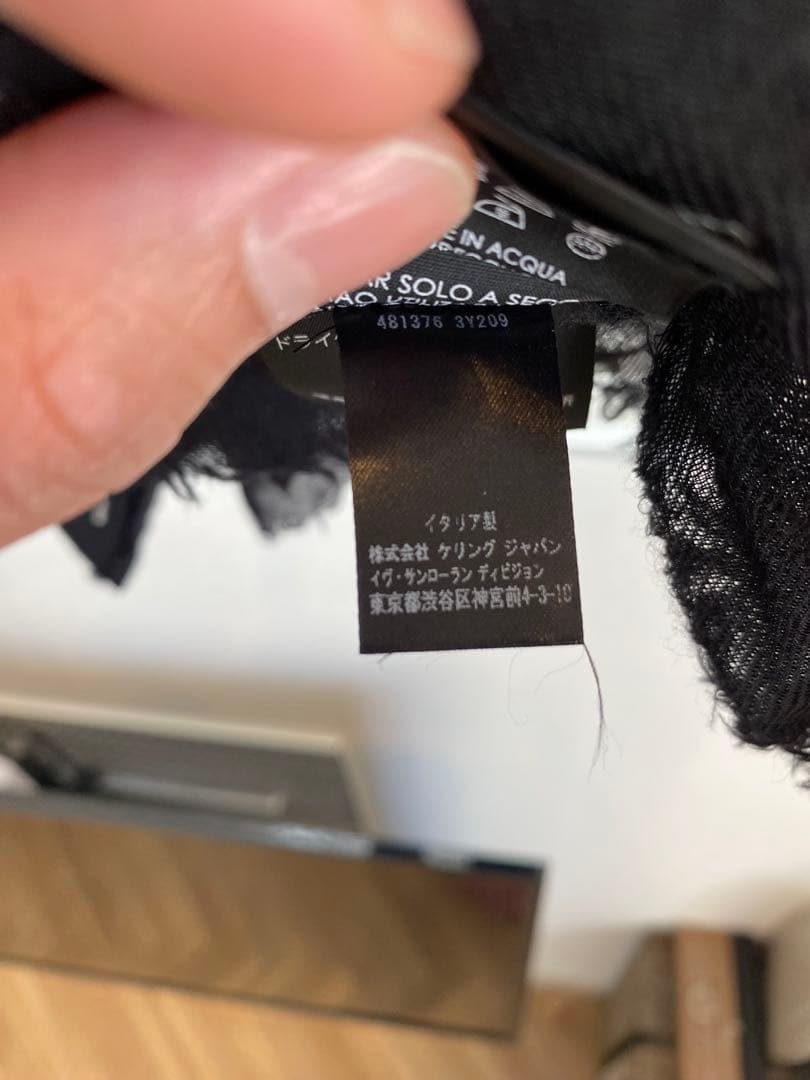 IN ACQUA
SOLO A
481376 3Y209
イタリア製
株式会社 ケリング ジャパン
イヴ・サンローラン ディビジョン
東京都渋谷区神宮前4-3-10